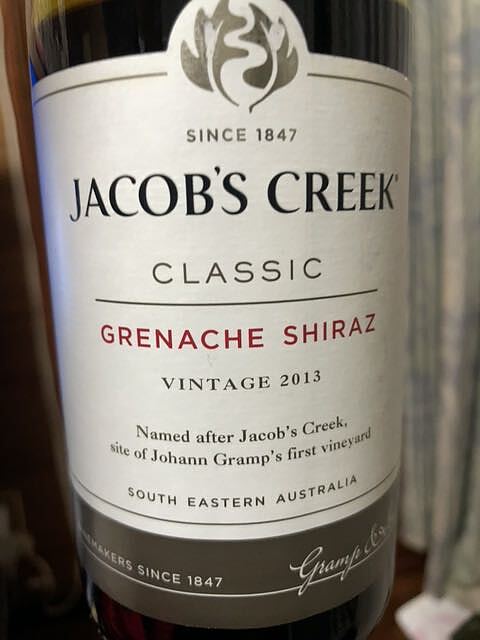 SINCE 1847
JACOB'S CREEK®
CLASSIC
GRENACHE SHIRAZ
VINTAGE 2013
Named after Jacob's Creek,
site of Johann Gramp's first vineyard
SOUTH EASTERN AUSTRALIA
SINCE 1847
Gramp &